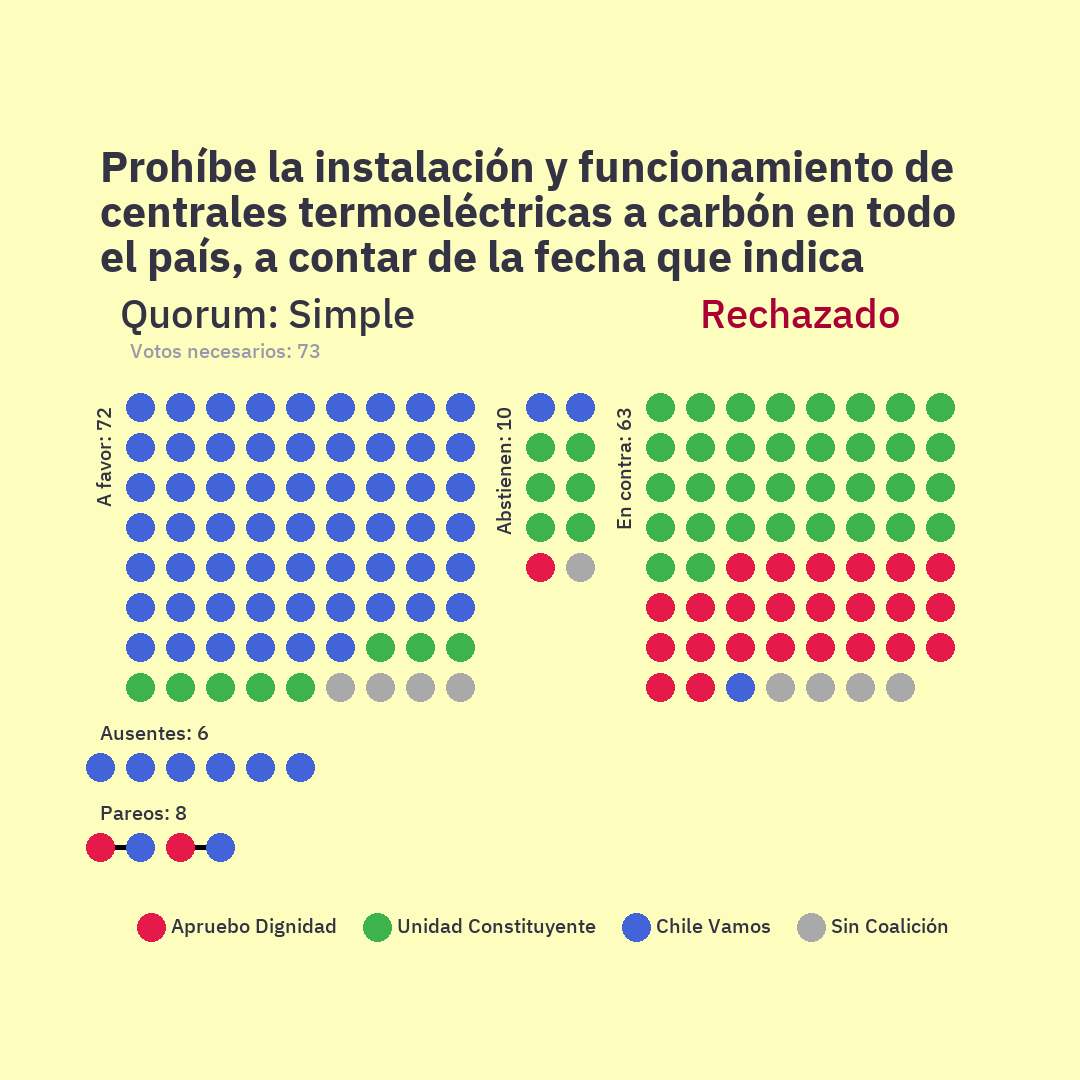 Prohíbe la instalación y funcionamiento de
centrales termoeléctricas a carbón en todo
el país, a contar de la fecha que indica
Quorum: Simple
Rechazado
Votos necesarios: 73
A favor: 72
Abstienen: 10
En contra: 63
Ausentes: 6
Pareos: 8
Apruebo Dignidad
Unidad Constituyente
Chile Vamos
Sin Coalición